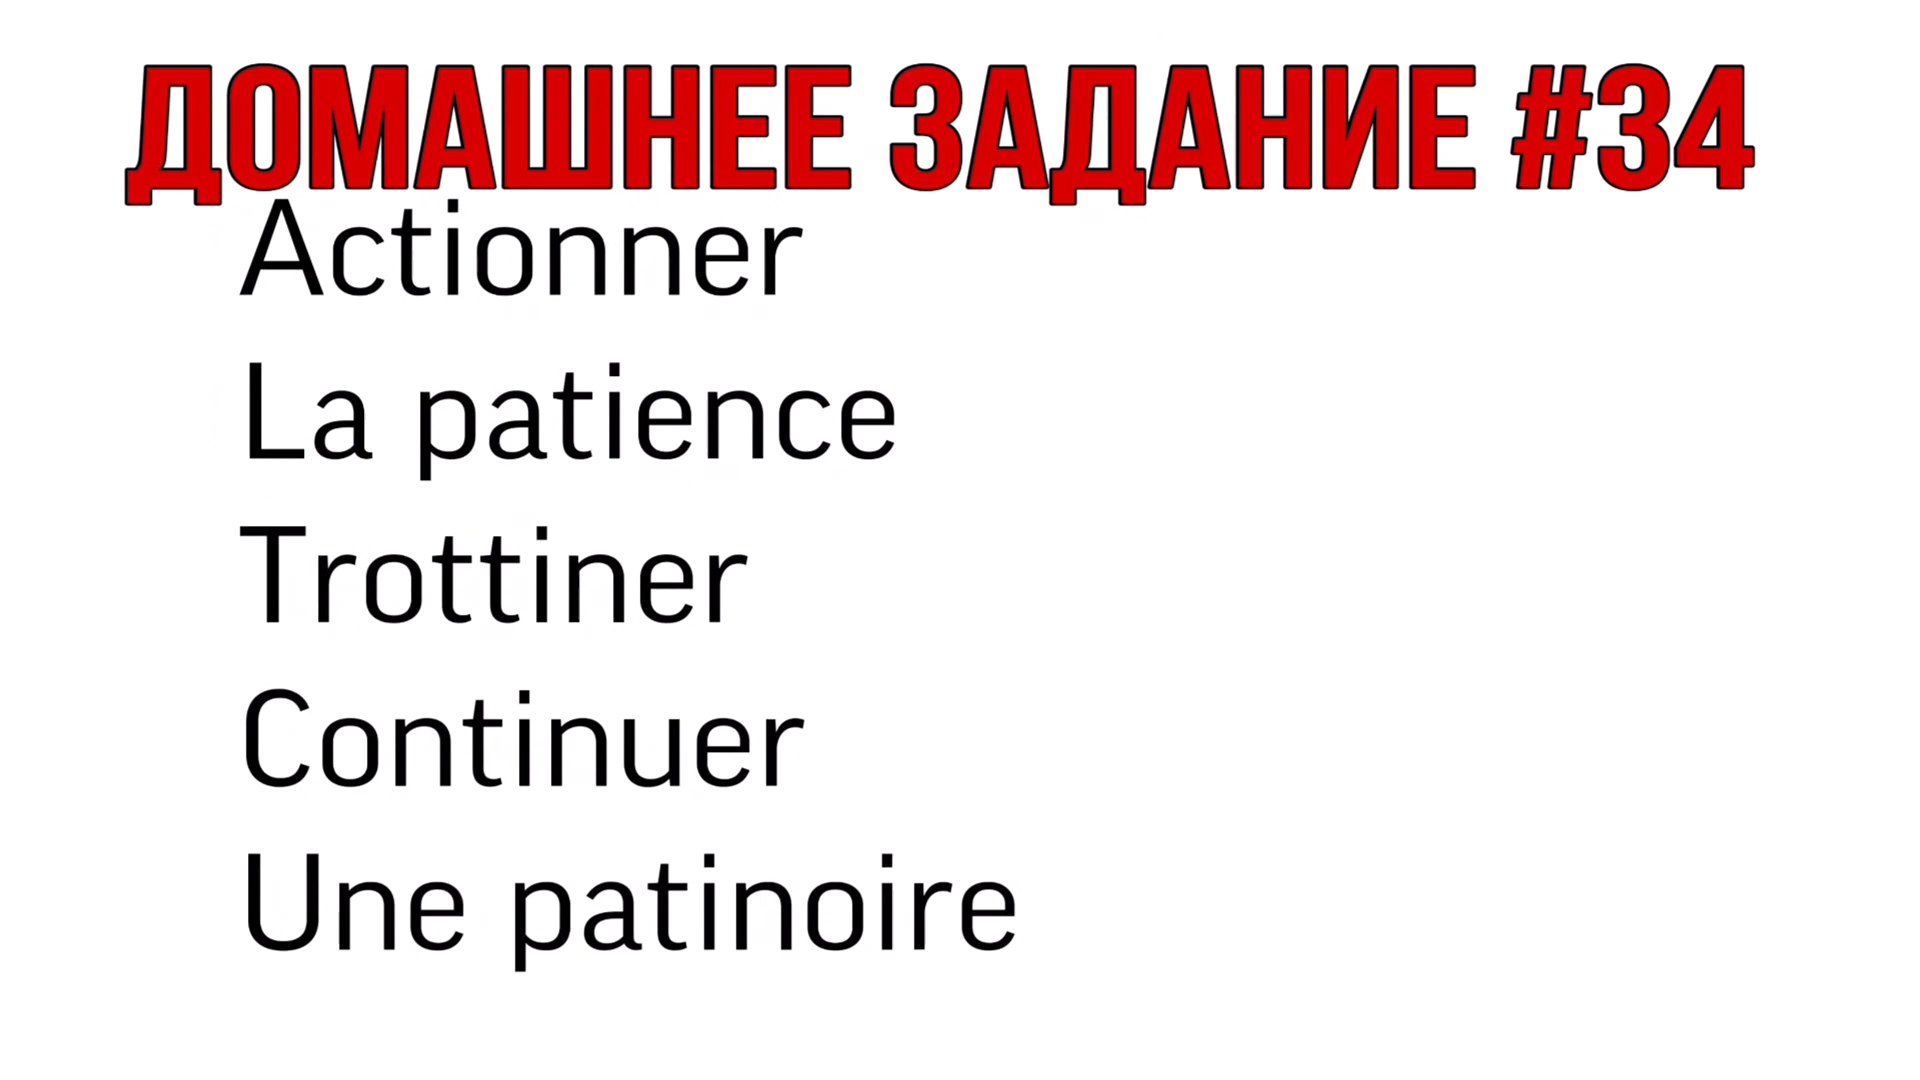 ДОМАШНЕЕ ЗАДАНИЕ #34
Actionner
La patience
Trottiner
Continuer
Une patinoire